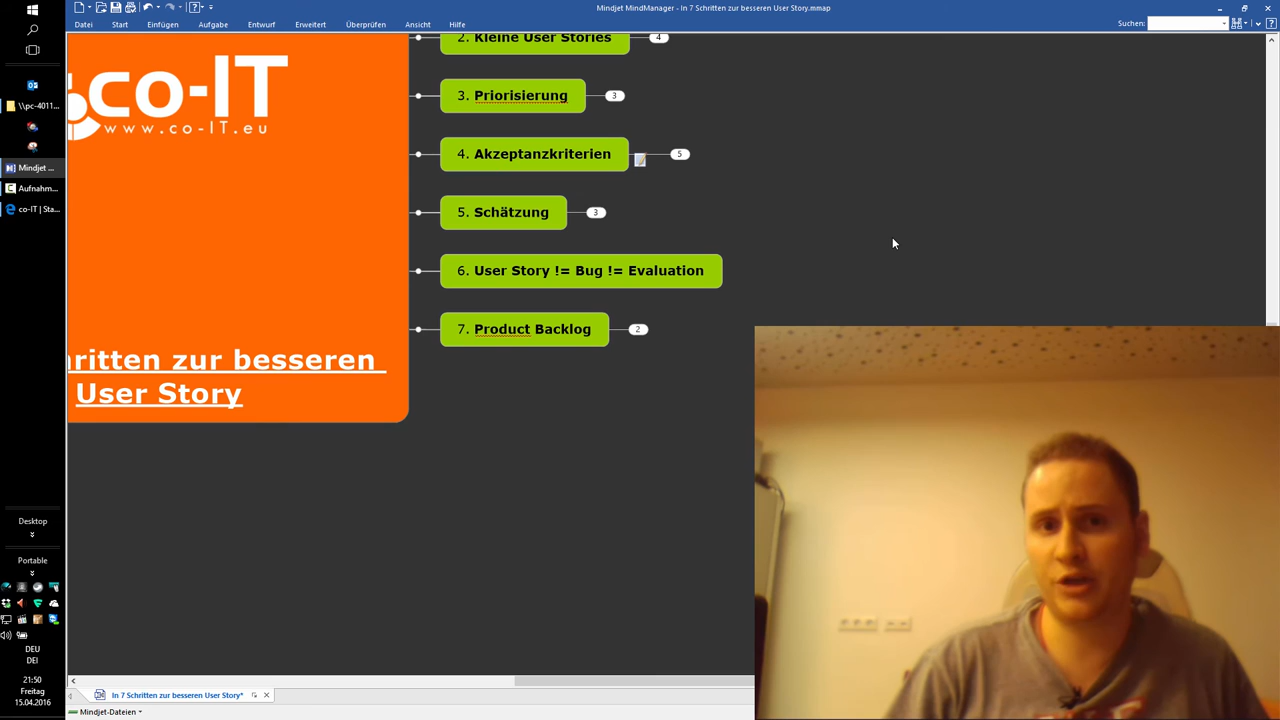 Mindjet MindManager - In 7 Schritten zur besseren User Story.mmap
Datei Start Einfügen Aufgabe Entwurf Erweitert Überprüfen Ansicht Hilfe
Suchen:
co-IT
www.co-IT.eu
hritten zur besseren
User Story
2. Kleine User Stories
4
3. Priorisierung
3
4. Akzeptanzkriterien
5
5. Schätzung
3
6. User Story != Bug != Evaluation
7. Product Backlog
2
\\pc-4011...
Mindjet ...
Aufnahm...
co-IT | Sta...
Desktop
Portable
DEU
DEI
21:50
Freitag
15.04.2016
In 7 Schritten zur besseren User Story*
Mindjet-Dateien